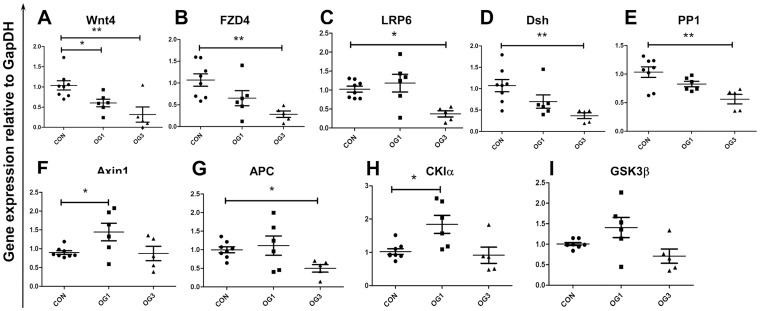 Gene expression relative to GapDH
A Wnt4
**
*
2.0
1.5
1.0
0.5
0.0
CON OG1 OG3
B FZD4
**
2.0
1.5
1.0
0.5
0.0
CON OG1 OG3
C LRP6
*
2.5
2.0
1.5
1.0
0.5
0.0
CON OG1 OG3
D Dsh
**
2.0
1.5
1.0
0.5
0.0
CON OG1 OG3
E PP1
**
1.5
1.0
0.5
0.0
CON OG1 OG3
F Axin1
*
2.5
2.0
1.5
1.0
0.5
0.0
CON OG1 OG3
G APC
*
2.5
2.0
1.5
1.0
0.5
0.0
CON OG1 OG3
H CKIα
*
3
2
1
0
CON OG1 OG3
I GSK3β
2.5
2.0
1.5
1.0
0.5
0.0
CON OG1 OG3